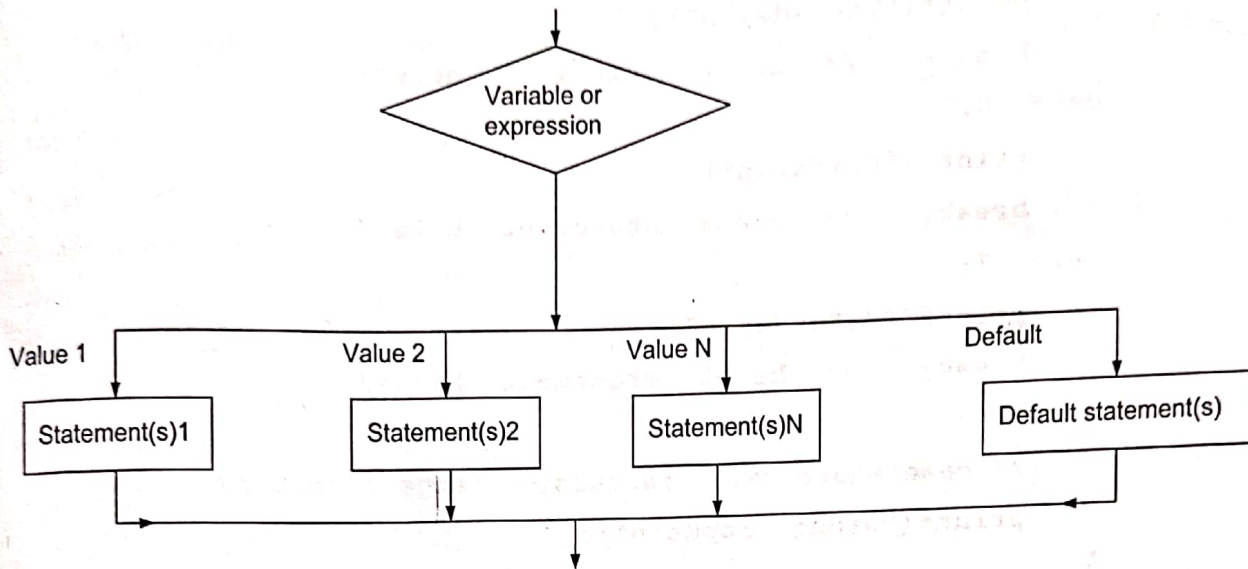 Variable or
expression
Value 1
Value 2
Value N
Default
Statement(s)1
Statement(s)2
Statement(s)N
Default statement(s)